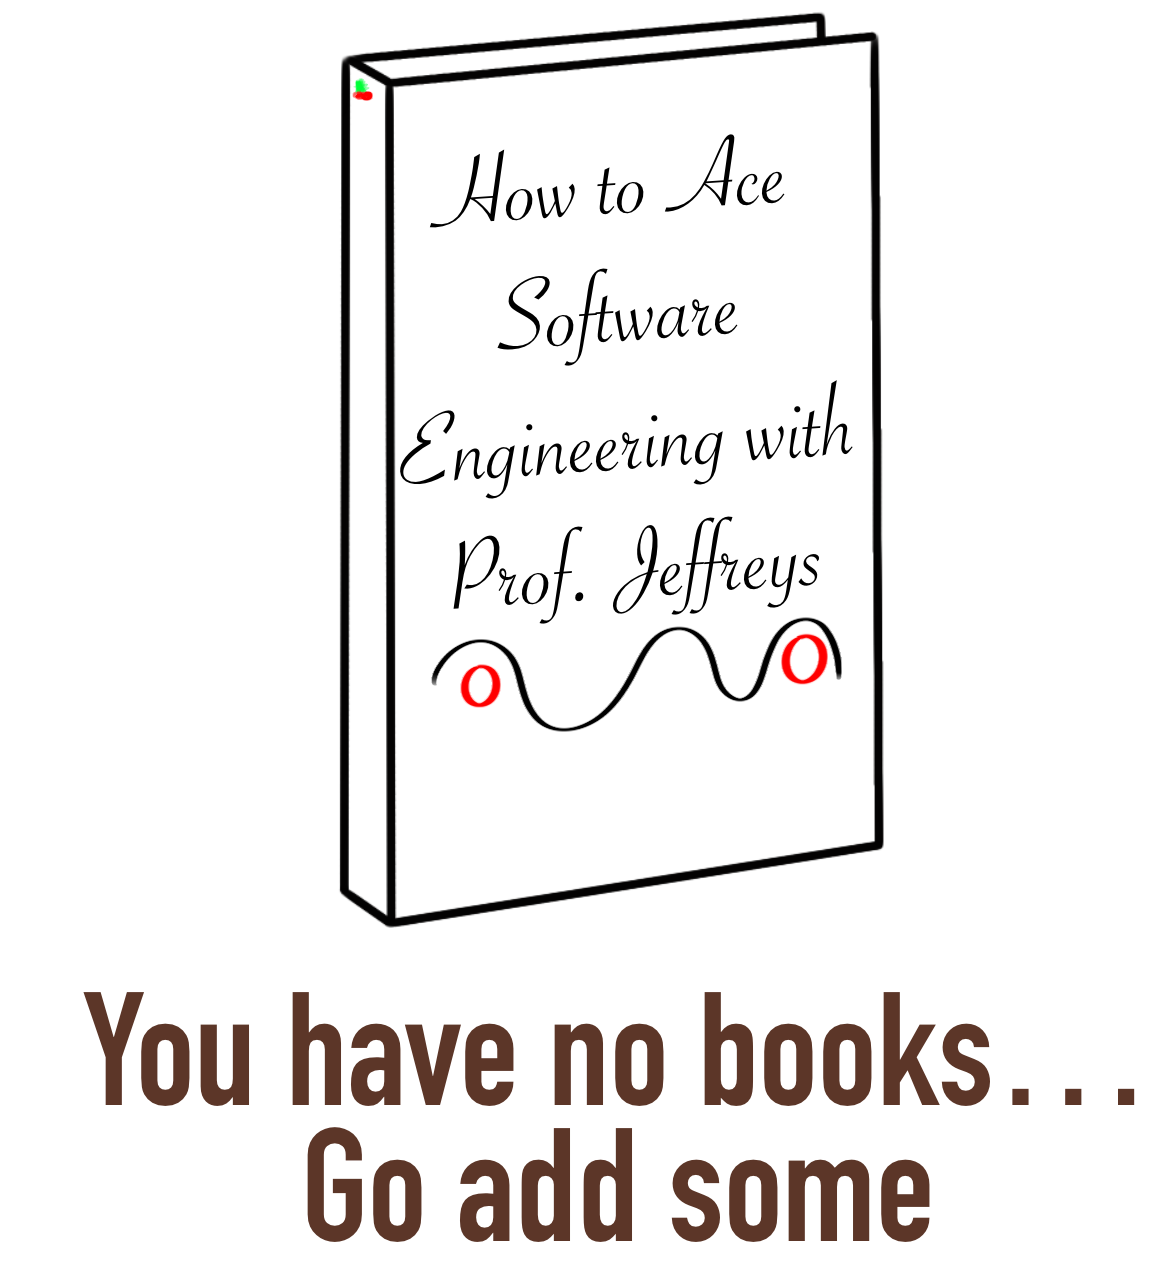 How to Ace
Software
Engineering with
Prof. Jeffreys
o o
You have no books...
Go add some